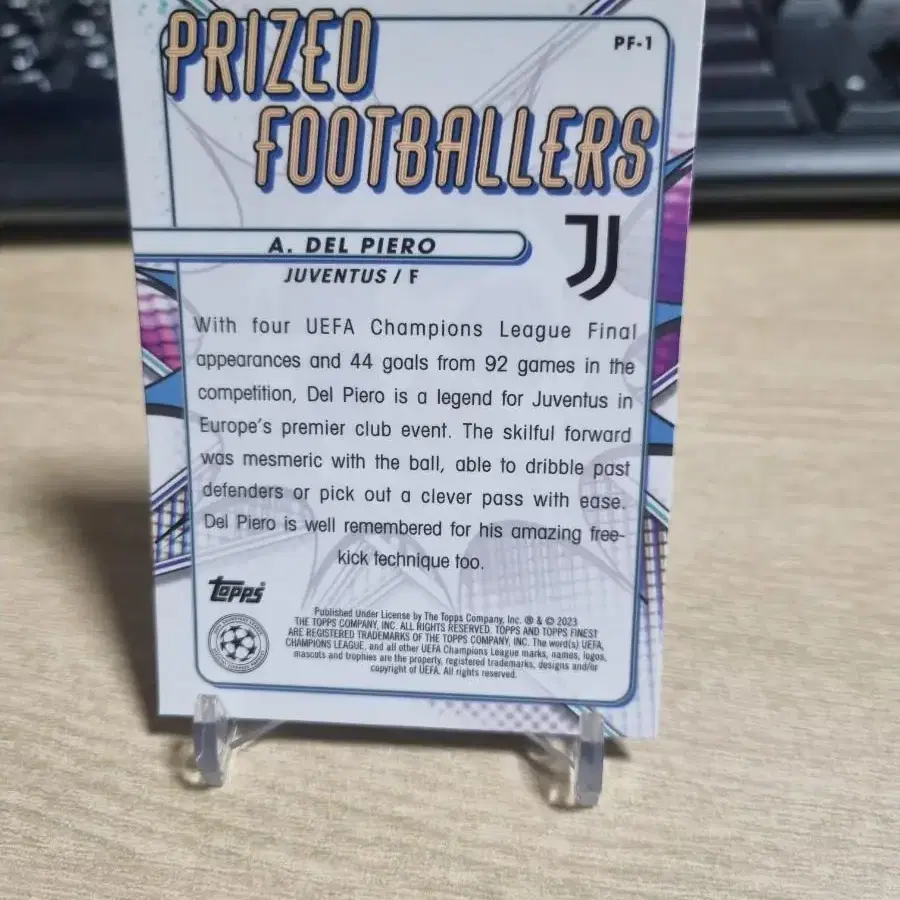 PRIZED
PF-1
FOOTBALLERS
A. DEL PIERO
JUVENTUS / F
With four UEFA Champions League Final
appearances and 44 goals from 92 games in the
competition, Del Piero is a legend for Juventus in
Europe's premier club event. The skilful forward
was mesmeric with the ball, able to dribble past
defenders or pick out a clever pass with ease.
Del Piero is well remembered for his amazing free-
kick technique too.
topps
Published Under License by The Topps Company, Inc. ® & © 2023
THE TOPPS COMPANY, INC. ALL RIGHTS RESERVED. TOPPS AND TOPPS FINEST
ARE REGISTERED TRADEMARKS OF THE TOPPS COMPANY, INC. The word(s) UEFA,
CHAMPIONS LEAGUE, and all other UEFA Champions League marks, names, logos,
mascots and trophies are the property, registered trademarks, designs and/or
copyright of UEFA. All rights reserved.